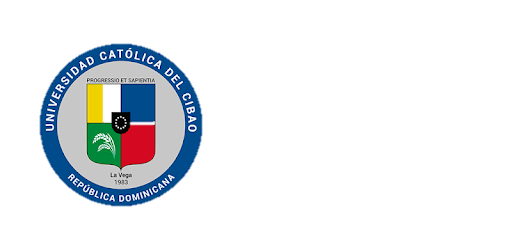 UNIVERSIDAD CATÓLICA DEL CIBAO
PROGRESSIO ET SAPIENTIA
La Vega
1983
REPÚBLICA DOMINICANA